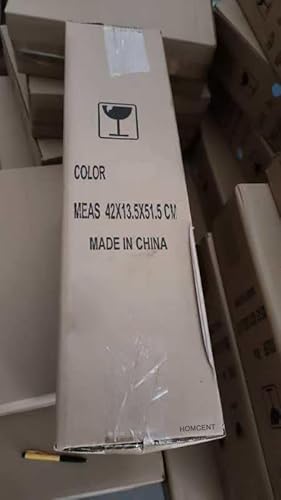 COLOR
MEAS 42X13.5X51.5 CM
MADE IN CHINA
HOMCENT